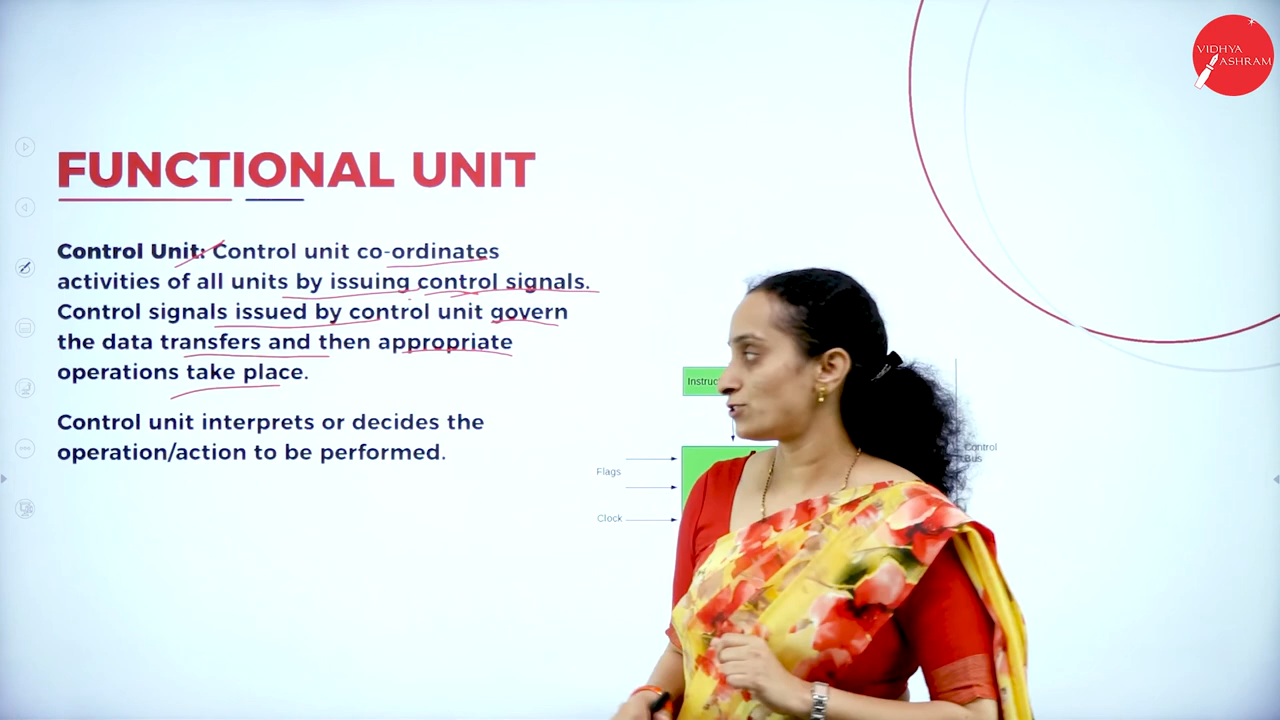 VIDHYA
ASHRAM
FUNCTIONAL UNIT
Control Unit: Control unit co-ordinates
activities of all units by issuing control signals.
Control signals issued by control unit govern
the data transfers and then appropriate
operations take place.
Control unit interprets or decides the
operation/action to be performed.
Control
Bus
Flags
Clock